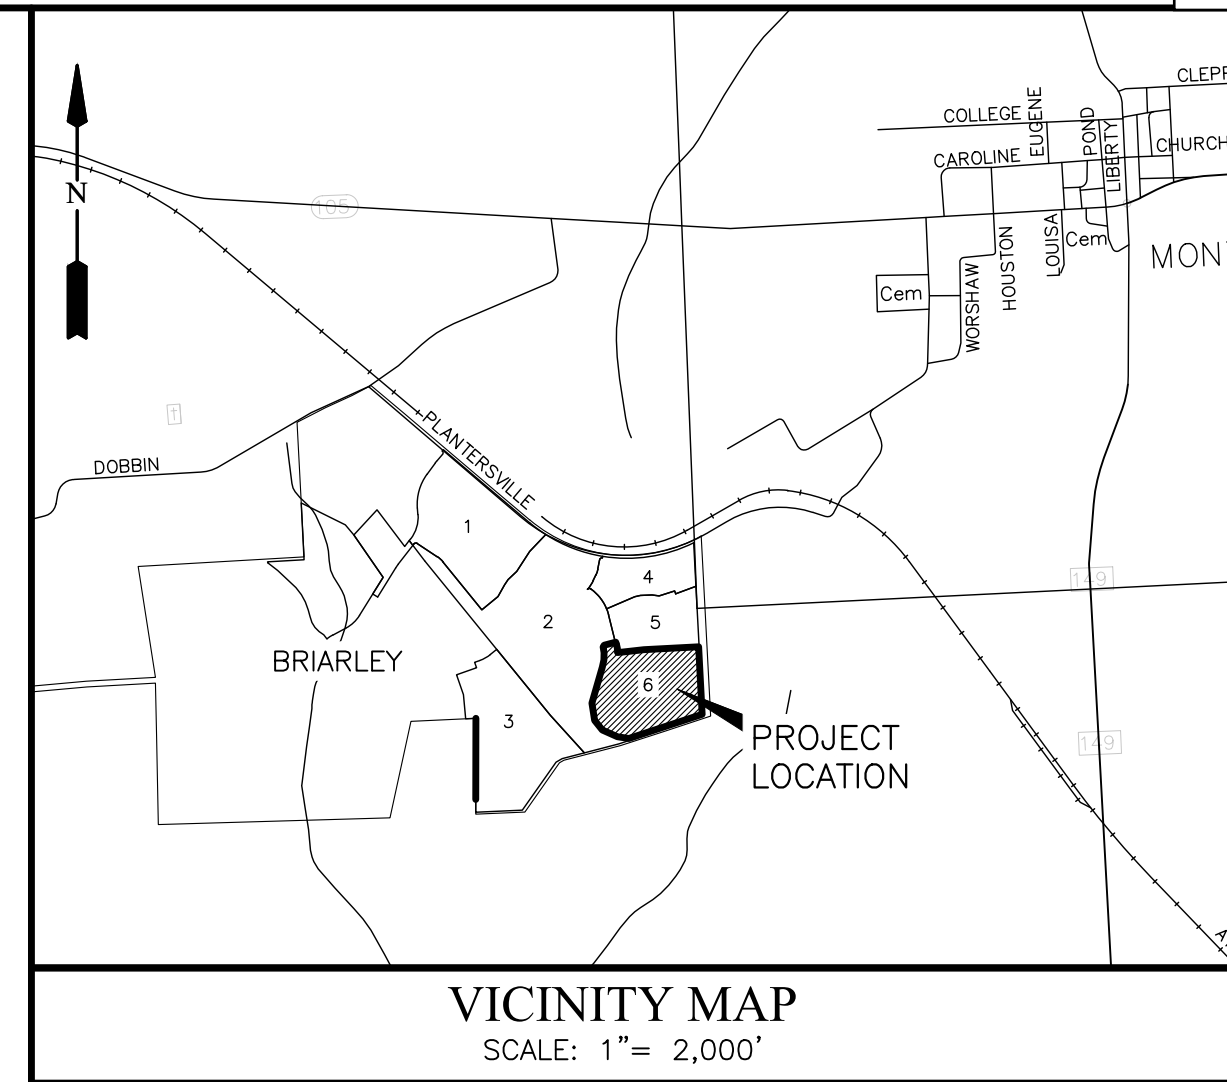 CLEPP
COLLEGE
EUGENE
POND
LIBERTY
CHURCH
CAROLINE
N
105
LOUISA
Cem
HOUSTON
MON
WORSHAW
Cem
PLANTERSVILLE
DOBBIN
1
4
149
2
5
BRIARLEY
6
3
PROJECT
LOCATION
149
VICINITY MAP
SCALE: 1"= 2,000'